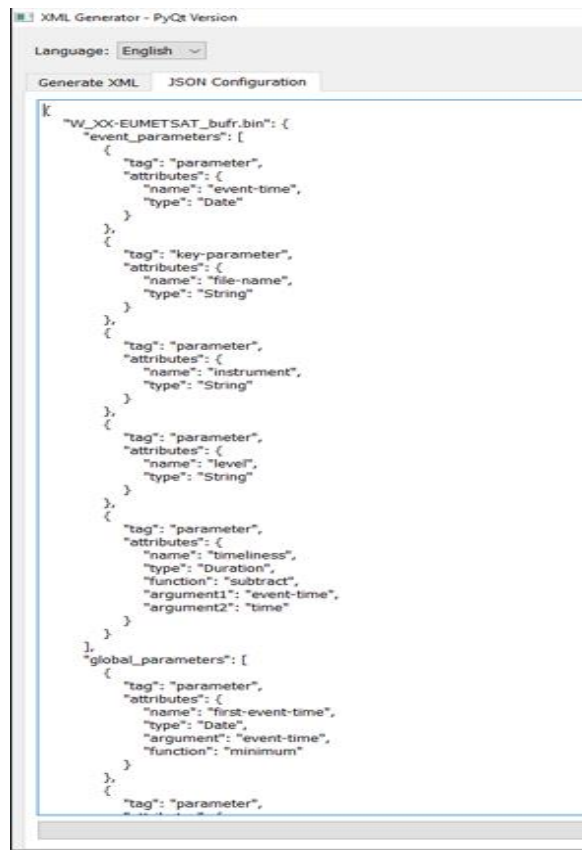 XML Generator - PyQt Version
Language: English
Generate XML JSON Configuration
{
"W_XX-EUMETSAT_bufr.bin": {
"event_parameters": [
{
"tag": "parameter",
"attributes": {
"name": "event-time",
"type": "Date"
}
},
{
"tag": "key-parameter",
"attributes": {
"name": "file-name",
"type": "String"
}
},
{
"tag": "parameter",
"attributes": {
"name": "instrument",
"type": "String"
}
},
{
"tag": "parameter",
"attributes": {
"name": "level",
"type": "String"
}
},
{
"tag": "parameter",
"attributes": {
"name": "timeliness",
"type": "Duration",
"function": "subtract",
"argument1": "event-time",
"argument2": "time"
}
}
],
"global_parameters": [
{
"tag": "parameter",
"attributes": {
"name": "first-event-time",
"type": "Date",
"argument": "event-time",
"function": "minimum"
}
},
{
"tag": "parameter",